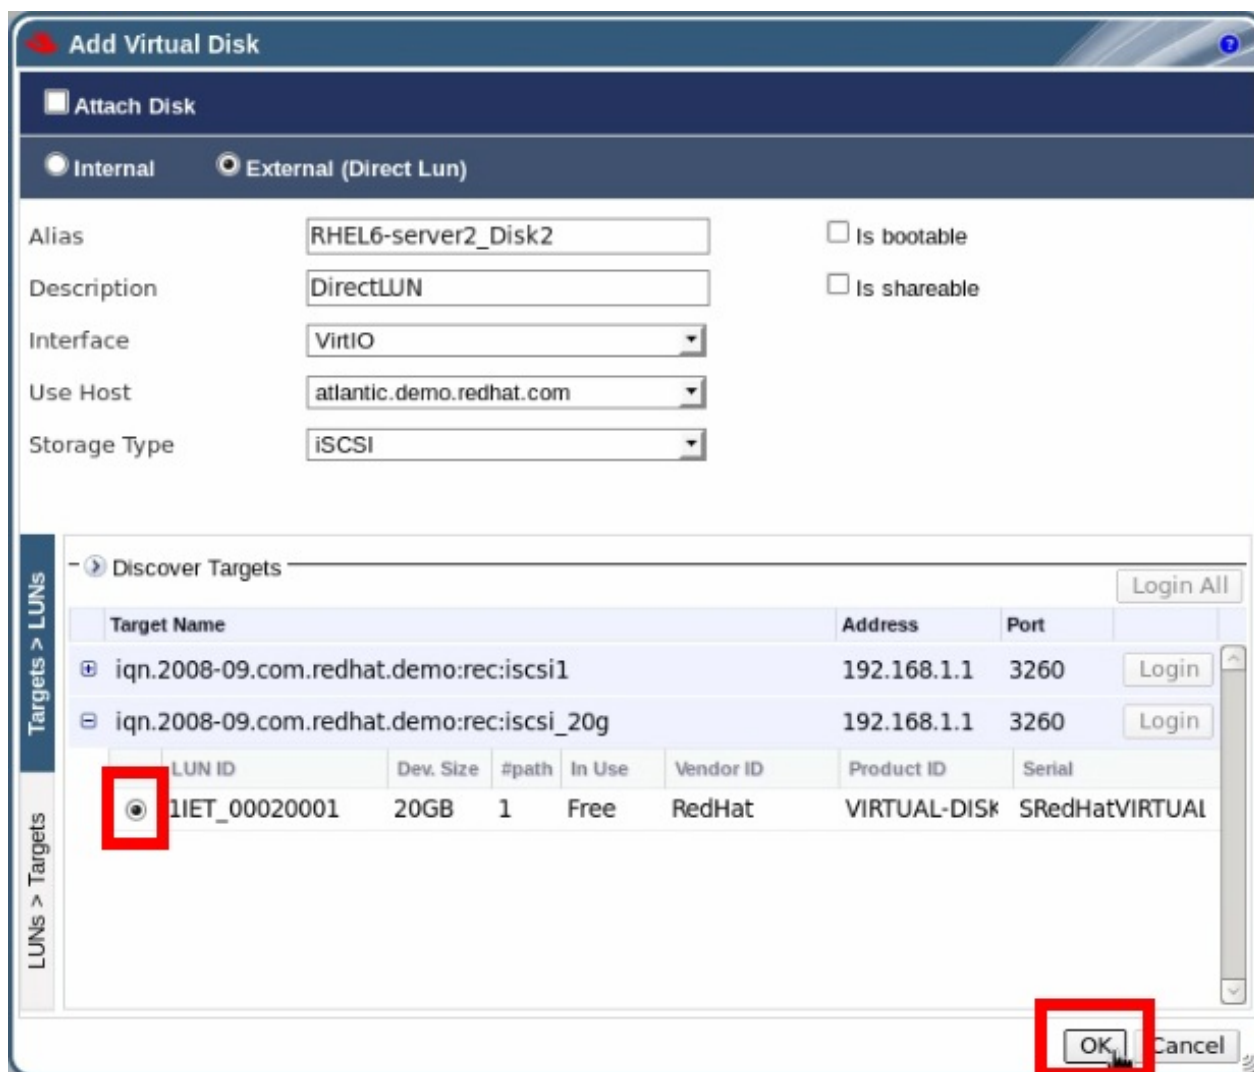 Add Virtual Disk
Attach Disk
Internal External (Direct Lun)
Alias RHEL6-server2_Disk2 Is bootable
Description DirectLUN Is shareable
Interface VirtIO
Use Host atlantic.demo.redhat.com
Storage Type iSCSI
Targets > LUNs
LUNs > Targets
Discover Targets
Login All
Target Name Address Port
iqn.2008-09.com.redhat.demo:rec:iscsi1 192.168.1.1 3260 Login
iqn.2008-09.com.redhat.demo:rec:iscsi_20g 192.168.1.1 3260 Login
LUN ID Dev. Size #path In Use Vendor ID Product ID Serial
1IET_00020001 20GB 1 Free RedHat VIRTUAL-DISK SRedHatVIRTUAL
OK Cancel